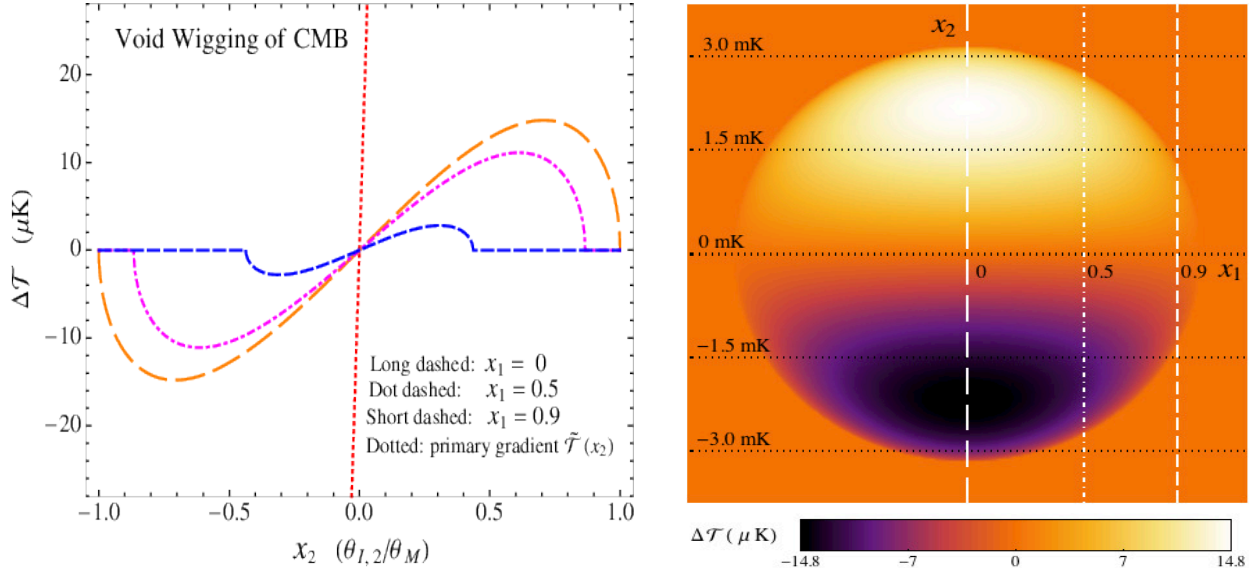 Void Wigging of CMB
20
10
0
−10
−20
Δ𝒯 (μK)
Long dashed: x₁ = 0
Dot dashed: x₁ = 0.5
Short dashed: x₁ = 0.9
Dotted: primary gradient 𝒯̃ (x₂)
−1.0 −0.5 0.0 0.5 1.0
x₂ (θ_I,2/θ_M)
x₂
3.0 mK
1.5 mK
0 mK
0 0.5 0.9 x₁
−1.5 mK
−3.0 mK
Δ𝒯 (μ K)
−14.8 −7 0 7 14.8